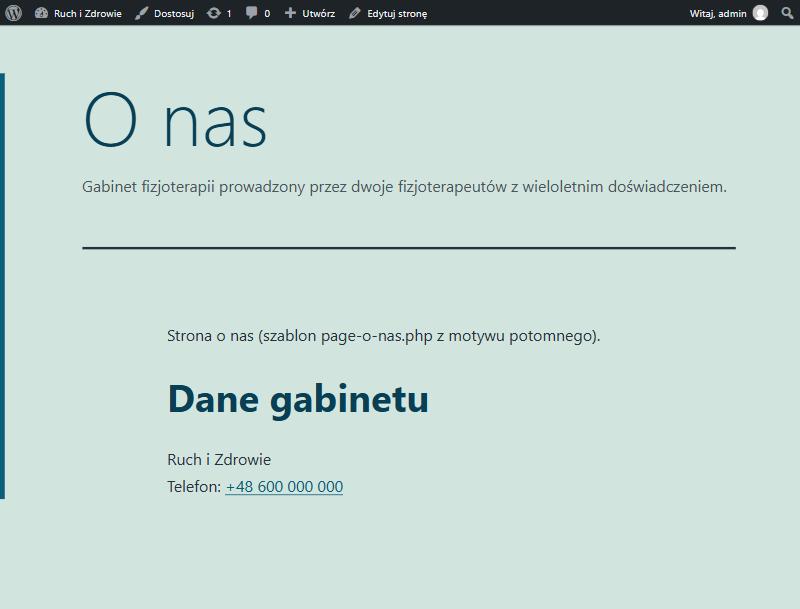 Ruch i Zdrowie Dostosuj 1 0 Utwórz Edytuj stronę Witaj, admin
O nas
Gabinet fizjoterapii prowadzony przez dwoje fizjoterapeutów z wieloletnim doświadczeniem.
Strona o nas (szablon page-o-nas.php z motywu potomnego).
Dane gabinetu
Ruch i Zdrowie
Telefon: +48 600 000 000